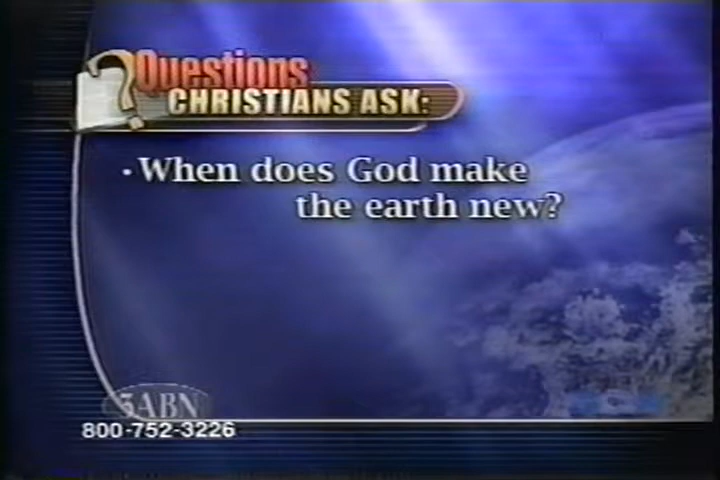 Questions
CHRISTIANS ASK:
• When does God make
the earth new?
3ABN
800-752-3226